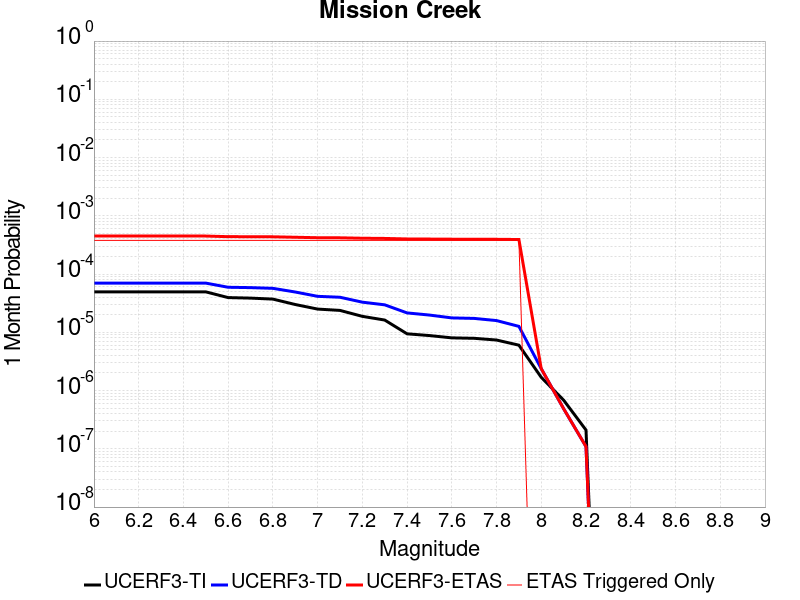 Mission Creek
10^0
10^-1
10^-2
10^-3
10^-4
10^-5
10^-6
10^-7
10^-8
1 Month Probability
6 6.2 6.4 6.6 6.8 7 7.2 7.4 7.6 7.8 8 8.2 8.4 8.6 8.8 9
Magnitude
UCERF3-TI UCERF3-TD UCERF3-ETAS ETAS Triggered Only